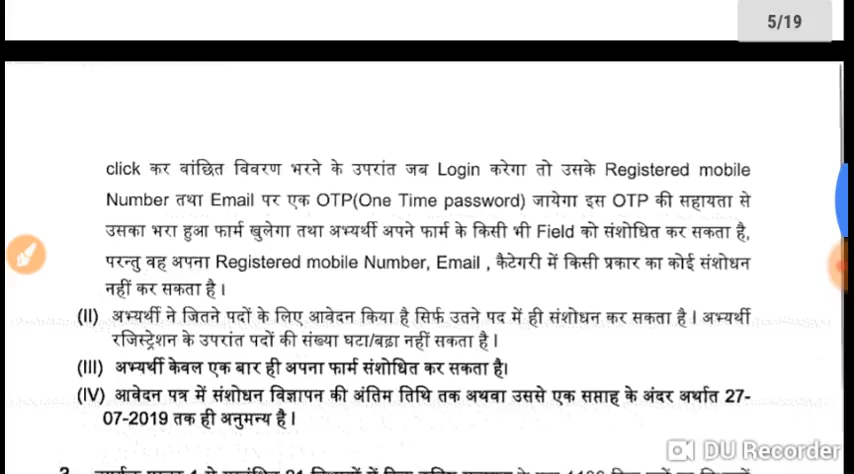 5/19
click कर वांछित विवरण भरने के उपरांत जब Login करेगा तो उसके Registered mobile
Number तथा Email पर एक OTP(One Time password) जायेगा इस OTP की सहायता से
उसका भरा हुआ फार्म खुलेगा तथा अभ्यर्थी अपने फार्म के किसी भी Field को संशोधित कर सकता है,
परन्तु वह अपना Registered mobile Number, Email , कैटेगरी में किसी प्रकार का कोई संशोधन
नहीं कर सकता है।
(II) अभ्यर्थी ने जितने पदों के लिए आवेदन किया है सिर्फ उतने पद में ही संशोधन कर सकता है। अभ्यर्थी
रजिस्ट्रेशन के उपरांत पदों की संख्या घटा/बढ़ा नहीं सकता है।
(III) अभ्यर्थी केवल एक बार ही अपना फार्म संशोधित कर सकता है।
(IV) आवेदन पत्र में संशोधन विज्ञापन की अंतिम तिथि तक अथवा उससे एक सप्ताह के अंदर अर्थात 27-
07-2019 तक ही अनुमन्य है।
DU Recorder